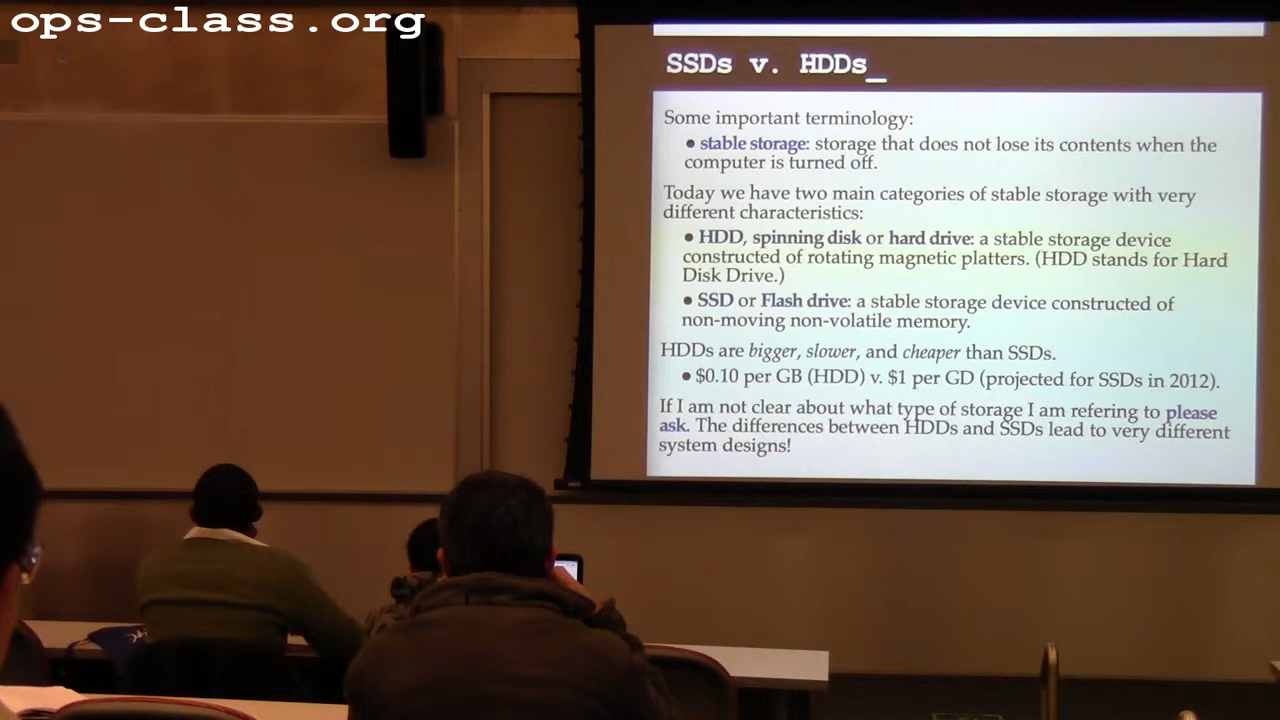 ops-class.org
SSDs v. HDDs_
Some important terminology:
• stable storage: storage that does not lose its contents when the
computer is turned off.
Today we have two main categories of stable storage with very
different characteristics:
• HDD, spinning disk or hard drive: a stable storage device
constructed of rotating magnetic platters. (HDD stands for Hard
Disk Drive.)
• SSD or Flash drive: a stable storage device constructed of
non-moving non-volatile memory.
HDDs are bigger, slower, and cheaper than SSDs.
• $0.10 per GB (HDD) v. $1 per GD (projected for SSDs in 2012).
If I am not clear about what type of storage I am refering to please
ask. The differences between HDDs and SSDs lead to very different
system designs!